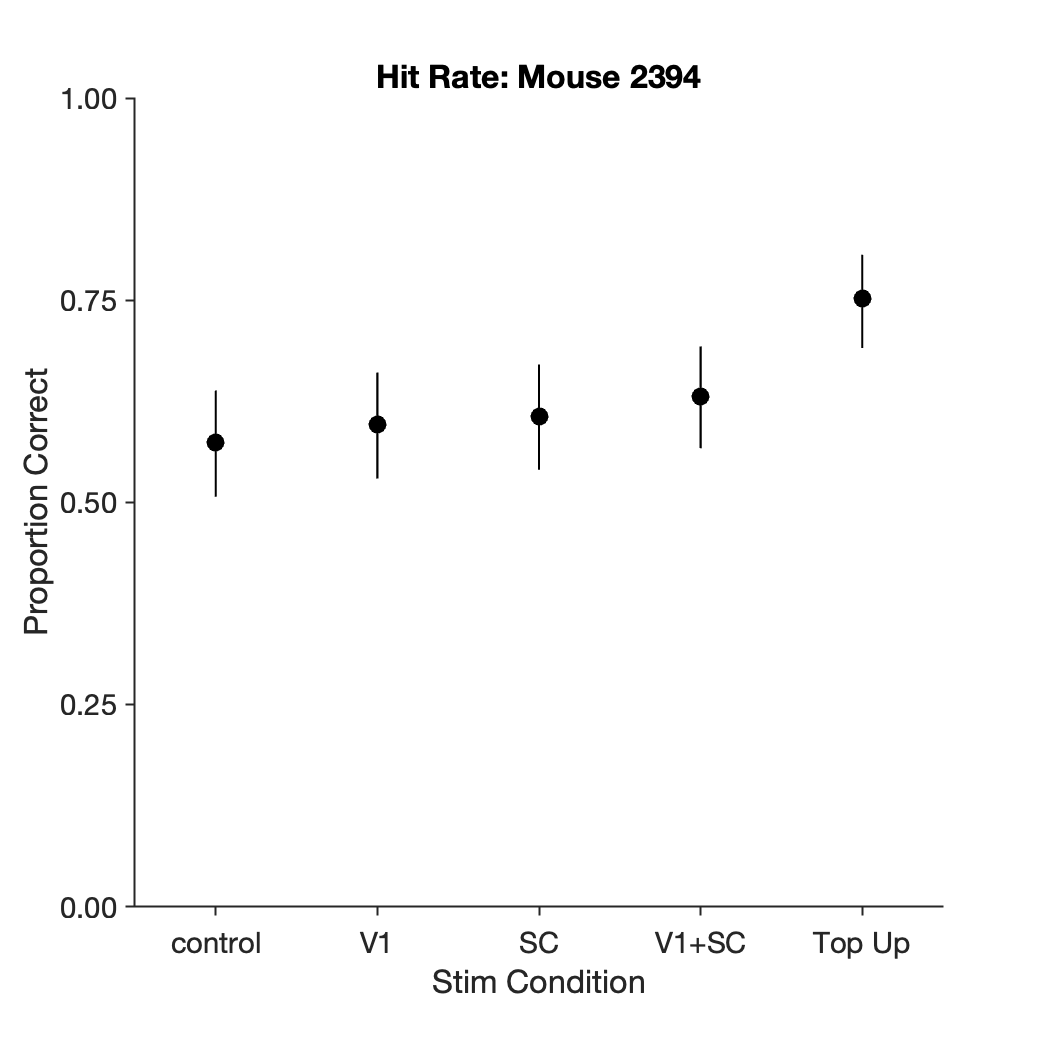 Hit Rate: Mouse 2394
1.00
0.75
0.50
0.25
0.00
Proportion Correct
control V1 SC V1+SC Top Up
Stim Condition